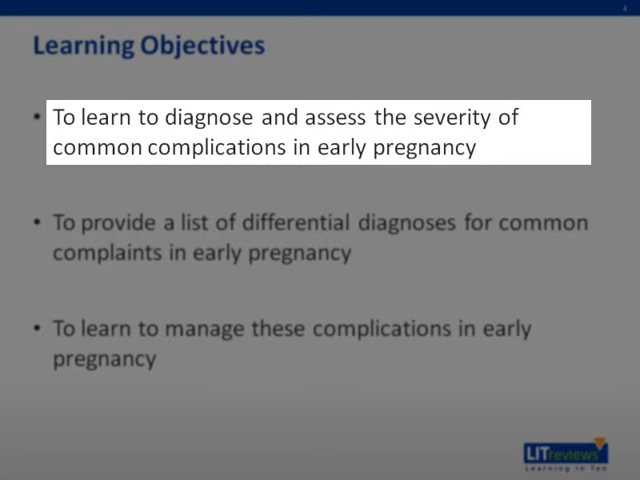 4
Learning Objectives
• To learn to diagnose and assess the severity of
common complications in early pregnancy
• To provide a list of differential diagnoses for common
complaints in early pregnancy
• To learn to manage these complications in early
pregnancy
LITreviews
Learning in Ten